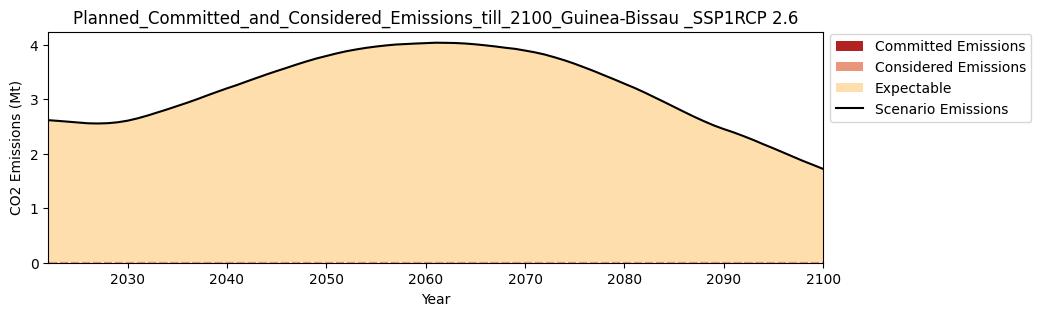 Planned_Committed_and_Considered_Emissions_till_2100_Guinea-Bissau _SSP1RCP 2.6
CO2 Emissions (Mt)
4
3
2
1
0
2030 2040 2050 2060 2070 2080 2090 2100
Year
Committed Emissions
Considered Emissions
Expectable
Scenario Emissions